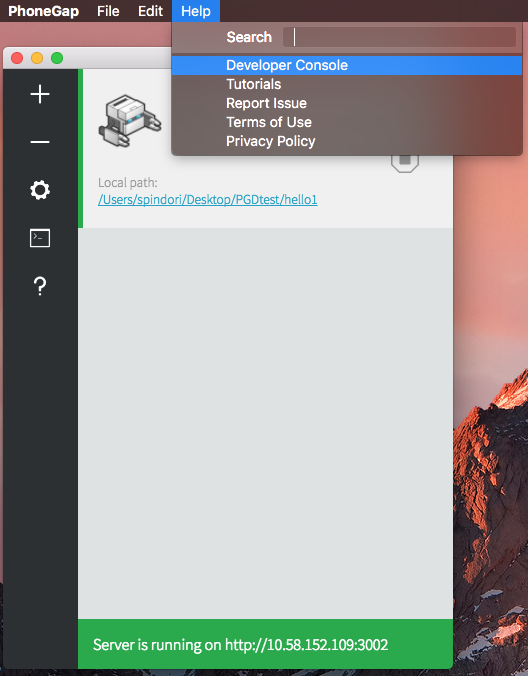 PhoneGap File Edit Help
Search
Developer Console
Tutorials
Report Issue
Terms of Use
Privacy Policy
Local path:
/Users/spindori/Desktop/PGDtest/hello1
Server is running on http://10.58.152.109:3002